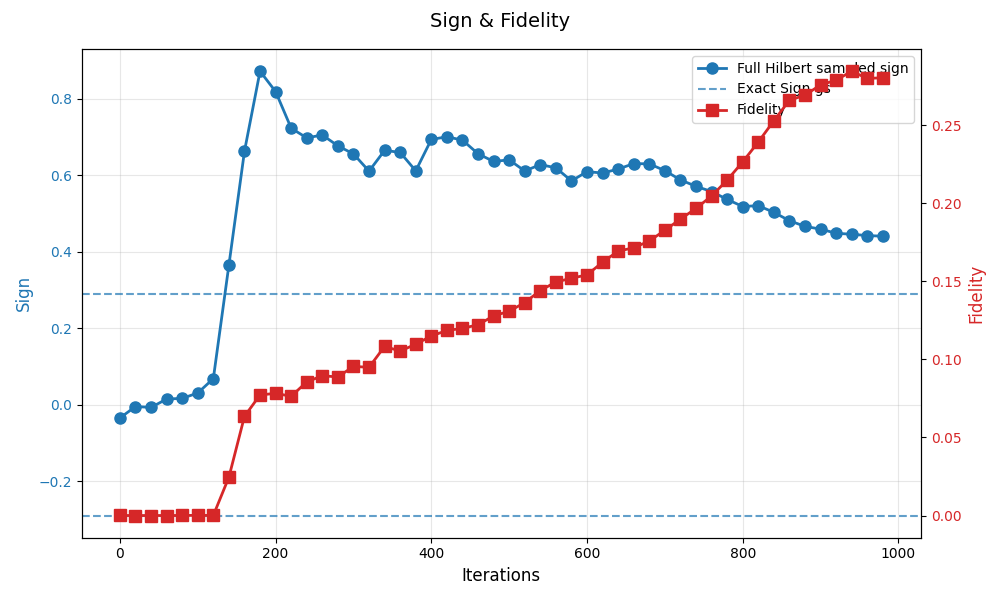 Sign & Fidelity
Full Hilbert sampled sign
Exact Sign gs
Fidelity
0.8
0.6
0.4
0.2
0.0
−0.2
Sign
0.25
0.20
0.15
0.10
0.05
0.00
Fidelity
0 200 400 600 800 1000
Iterations